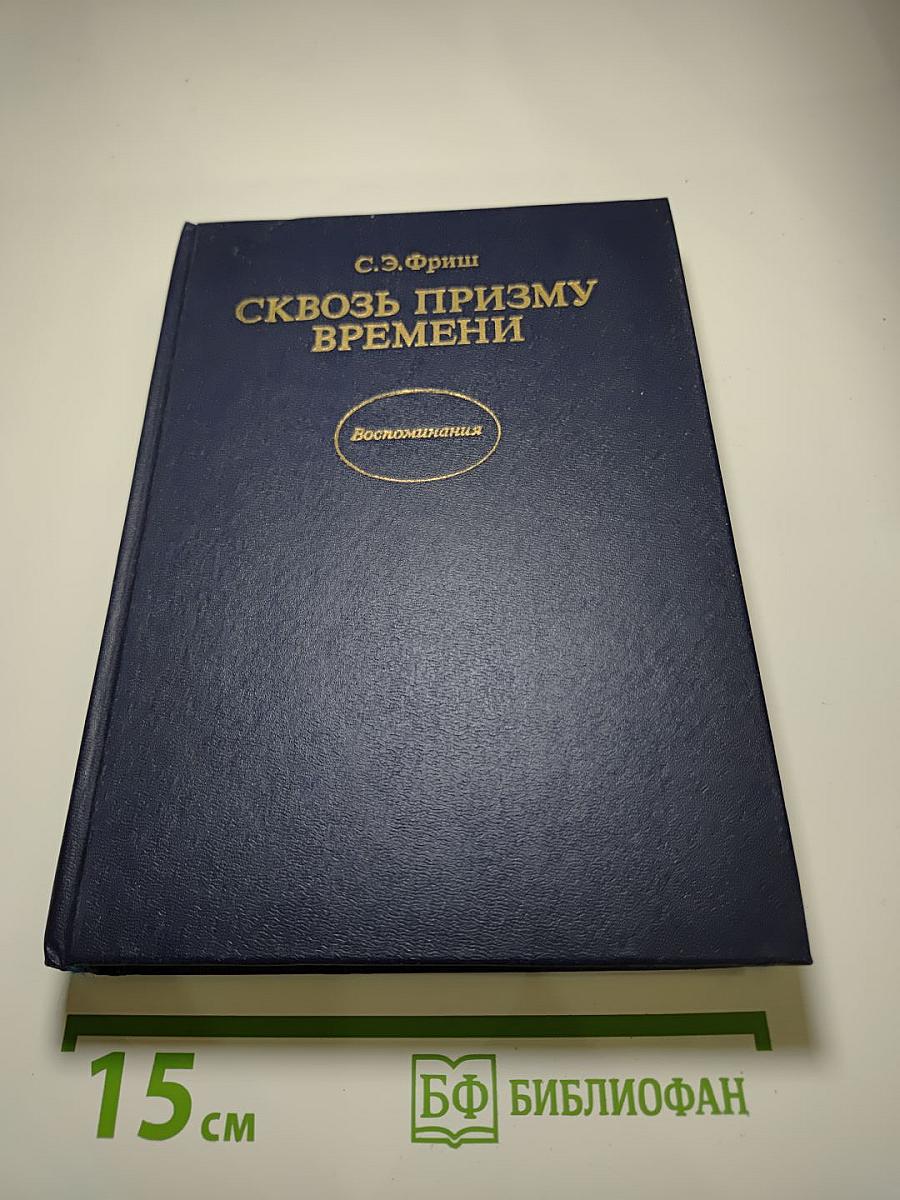 С.Э.Фриш
СКВОЗЬ ПРИЗМУ
ВРЕМЕНИ
Воспоминания
15 см
БФ БИБЛИОФАН